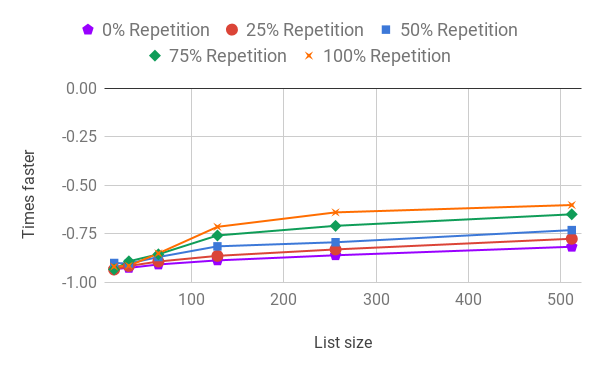 0% Repetition 25% Repetition 50% Repetition
75% Repetition 100% Repetition
0.00
-0.25
-0.50
-0.75
-1.00
Times faster
100 200 300 400 500
List size